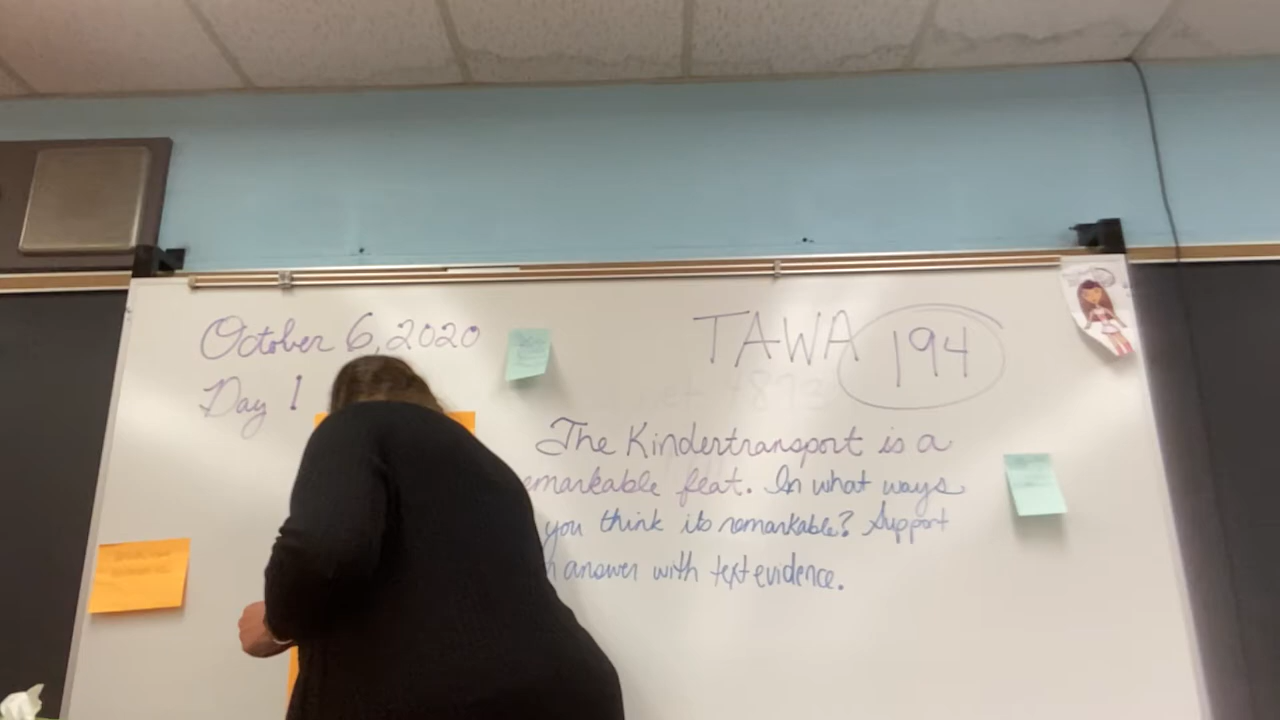 October 6, 2020
Day 1
TAWA 194
The Kindertransport is a
emarkable feat. In what ways
you think its remarkable? Support
answer with text evidence.